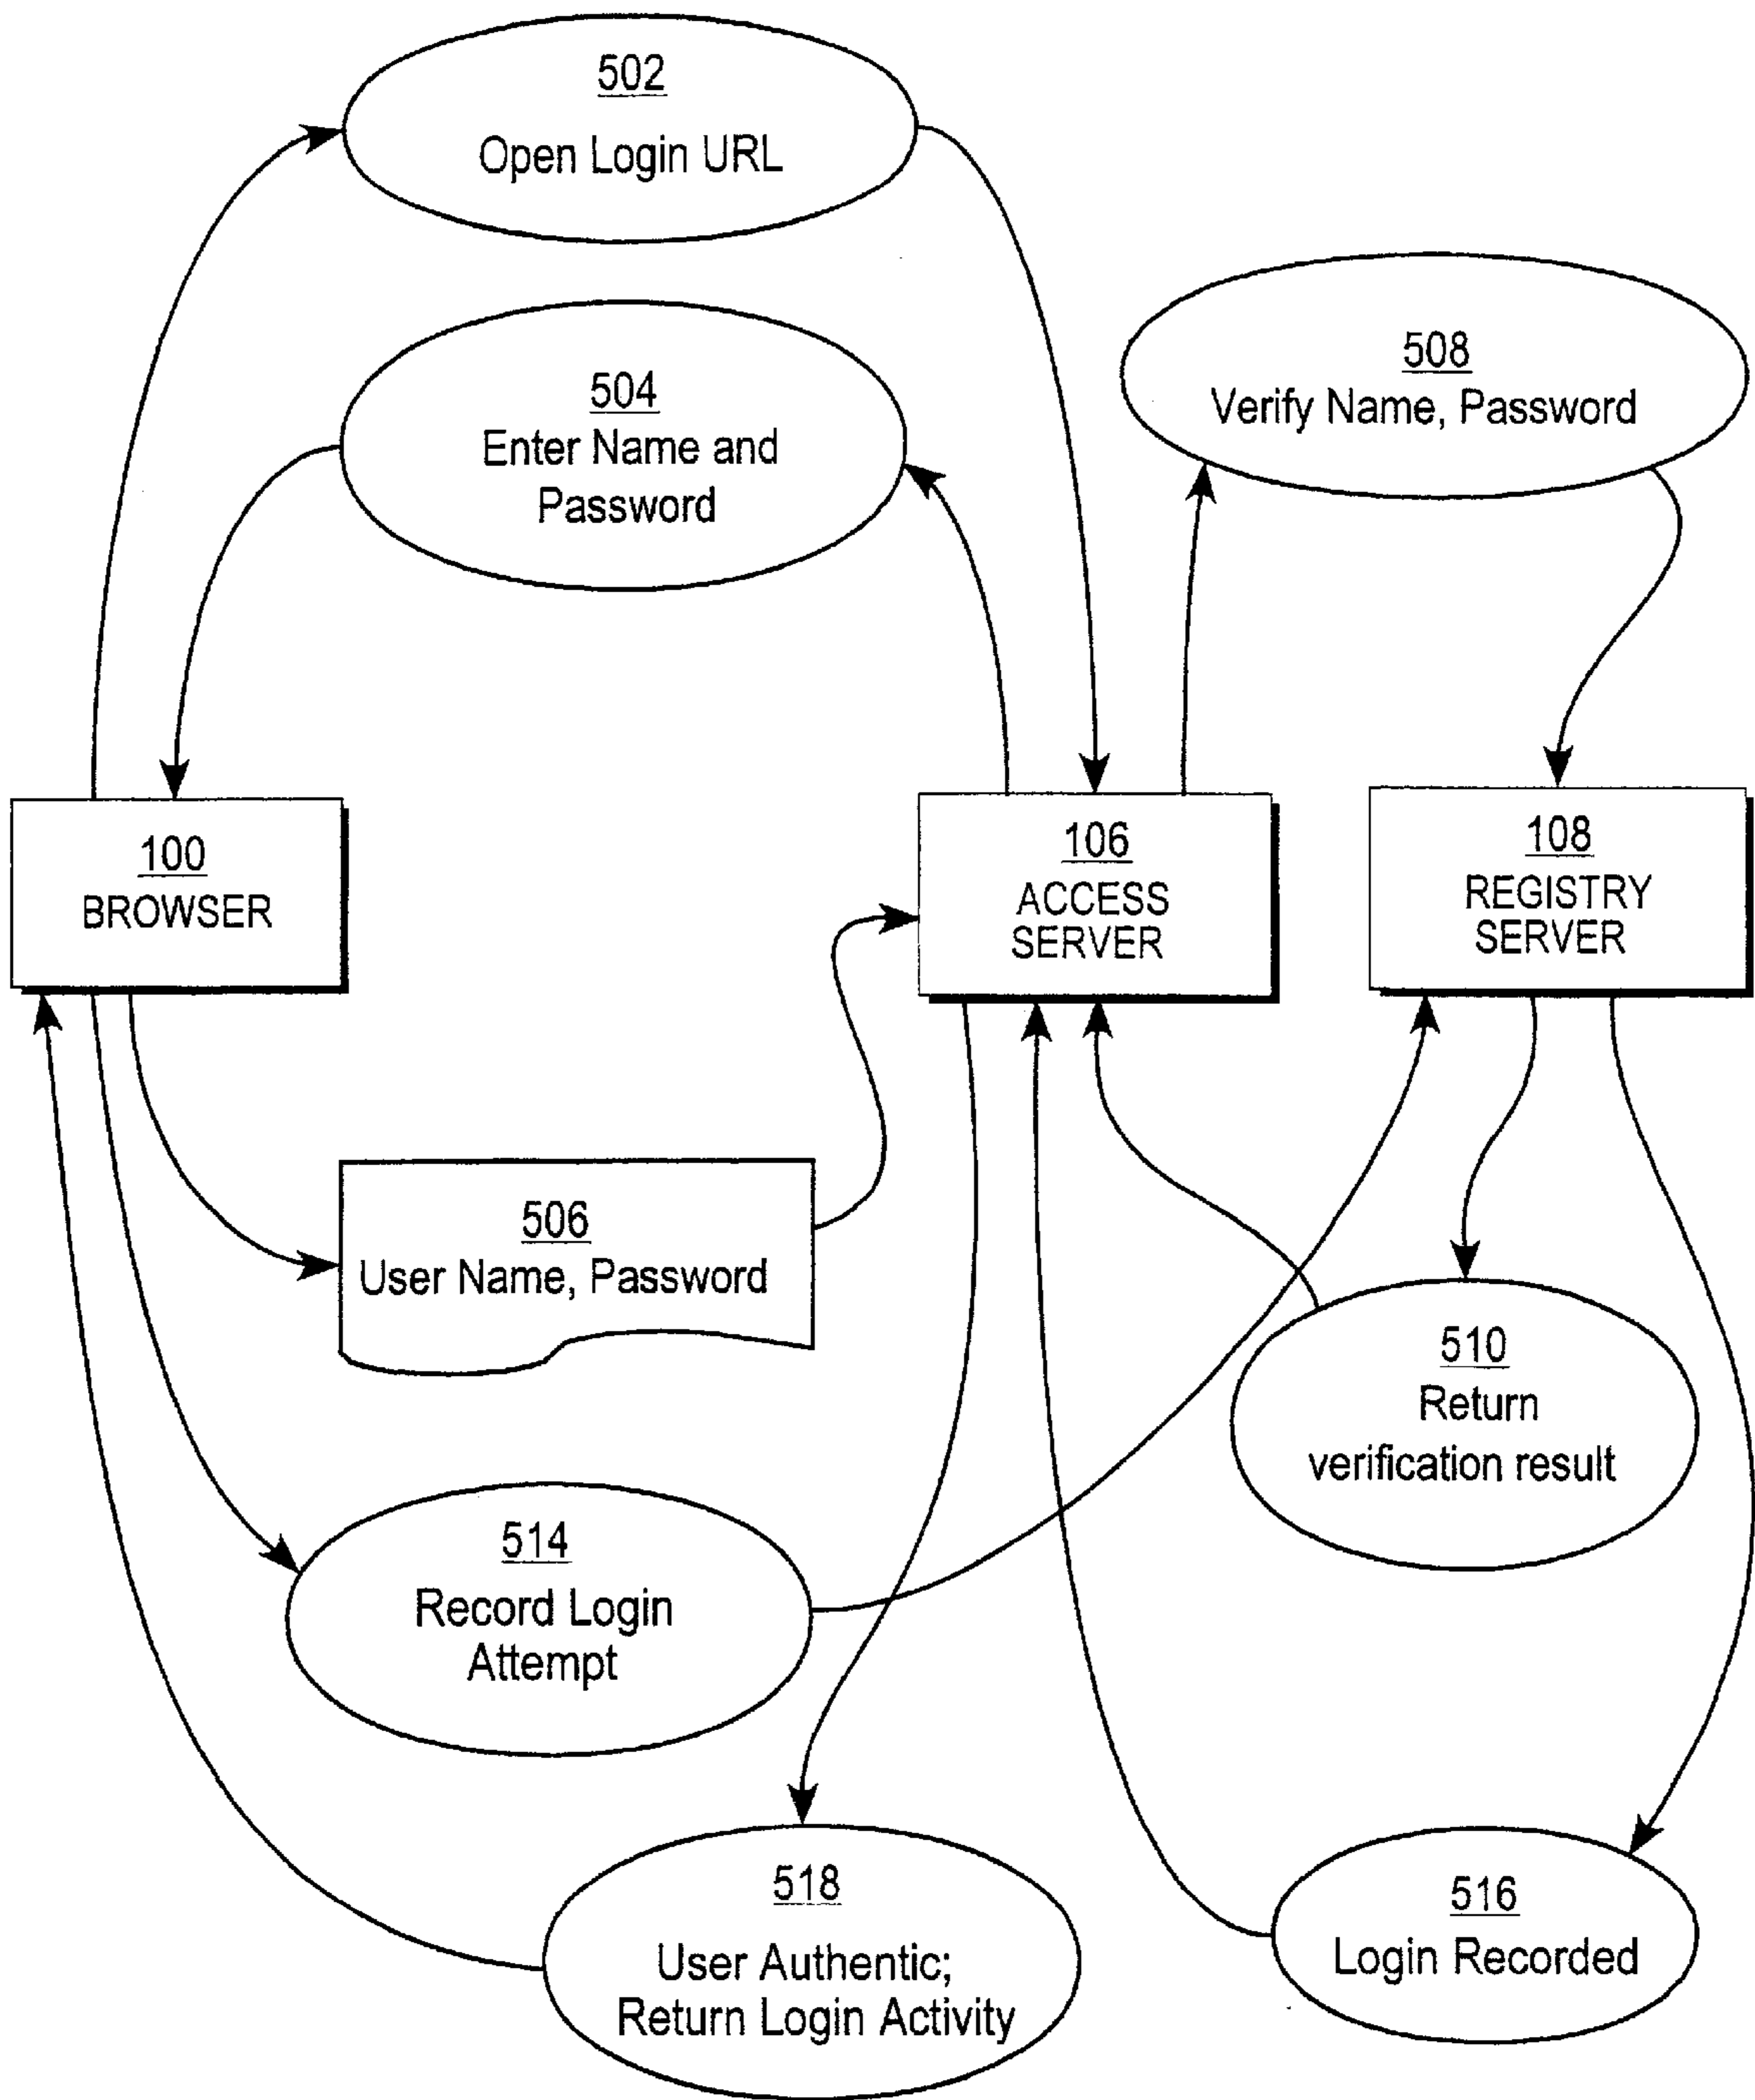 502
Open Login URL
504
Enter Name and
Password
508
Verify Name, Password
100
BROWSER
106
ACCESS
SERVER
108
REGISTRY
SERVER
506
User Name, Password
510
Return
verification result
514
Record Login
Attempt
518
User Authentic;
Return Login Activity
516
Login Recorded